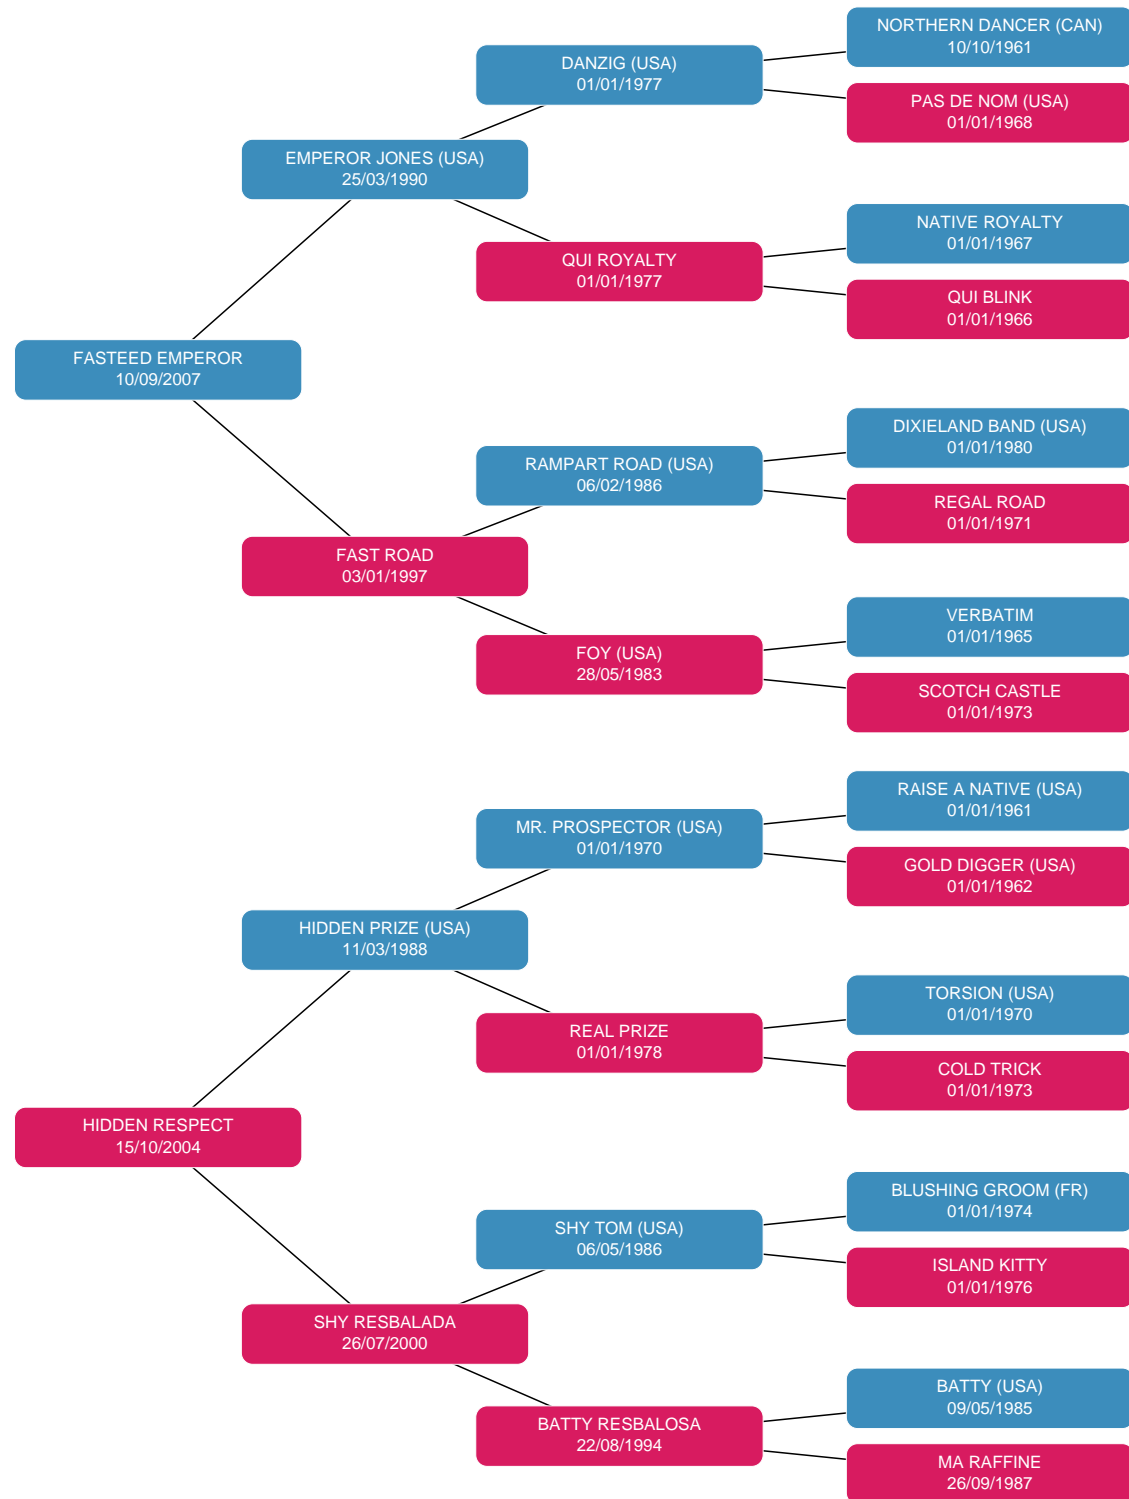 NORTHERN DANCER (CAN)
10/10/1961
DANZIG (USA)
01/01/1977
PAS DE NOM (USA)
01/01/1968
EMPEROR JONES (USA)
25/03/1990
NATIVE ROYALTY
01/01/1967
QUI ROYALTY
01/01/1977
QUI BLINK
01/01/1966
FASTEED EMPEROR
10/09/2007
DIXIELAND BAND (USA)
01/01/1980
RAMPART ROAD (USA)
06/02/1986
REGAL ROAD
01/01/1971
FAST ROAD
03/01/1997
VERBATIM
01/01/1965
FOY (USA)
28/05/1983
SCOTCH CASTLE
01/01/1973
RAISE A NATIVE (USA)
01/01/1961
MR. PROSPECTOR (USA)
01/01/1970
GOLD DIGGER (USA)
01/01/1962
HIDDEN PRIZE (USA)
11/03/1988
TORSION (USA)
01/01/1970
REAL PRIZE
01/01/1978
COLD TRICK
01/01/1973
HIDDEN RESPECT
15/10/2004
BLUSHING GROOM (FR)
01/01/1974
SHY TOM (USA)
06/05/1986
ISLAND KITTY
01/01/1976
SHY RESBALADA
26/07/2000
BATTY (USA)
09/05/1985
BATTY RESBALOSA
22/08/1994
MA RAFFINE
26/09/1987